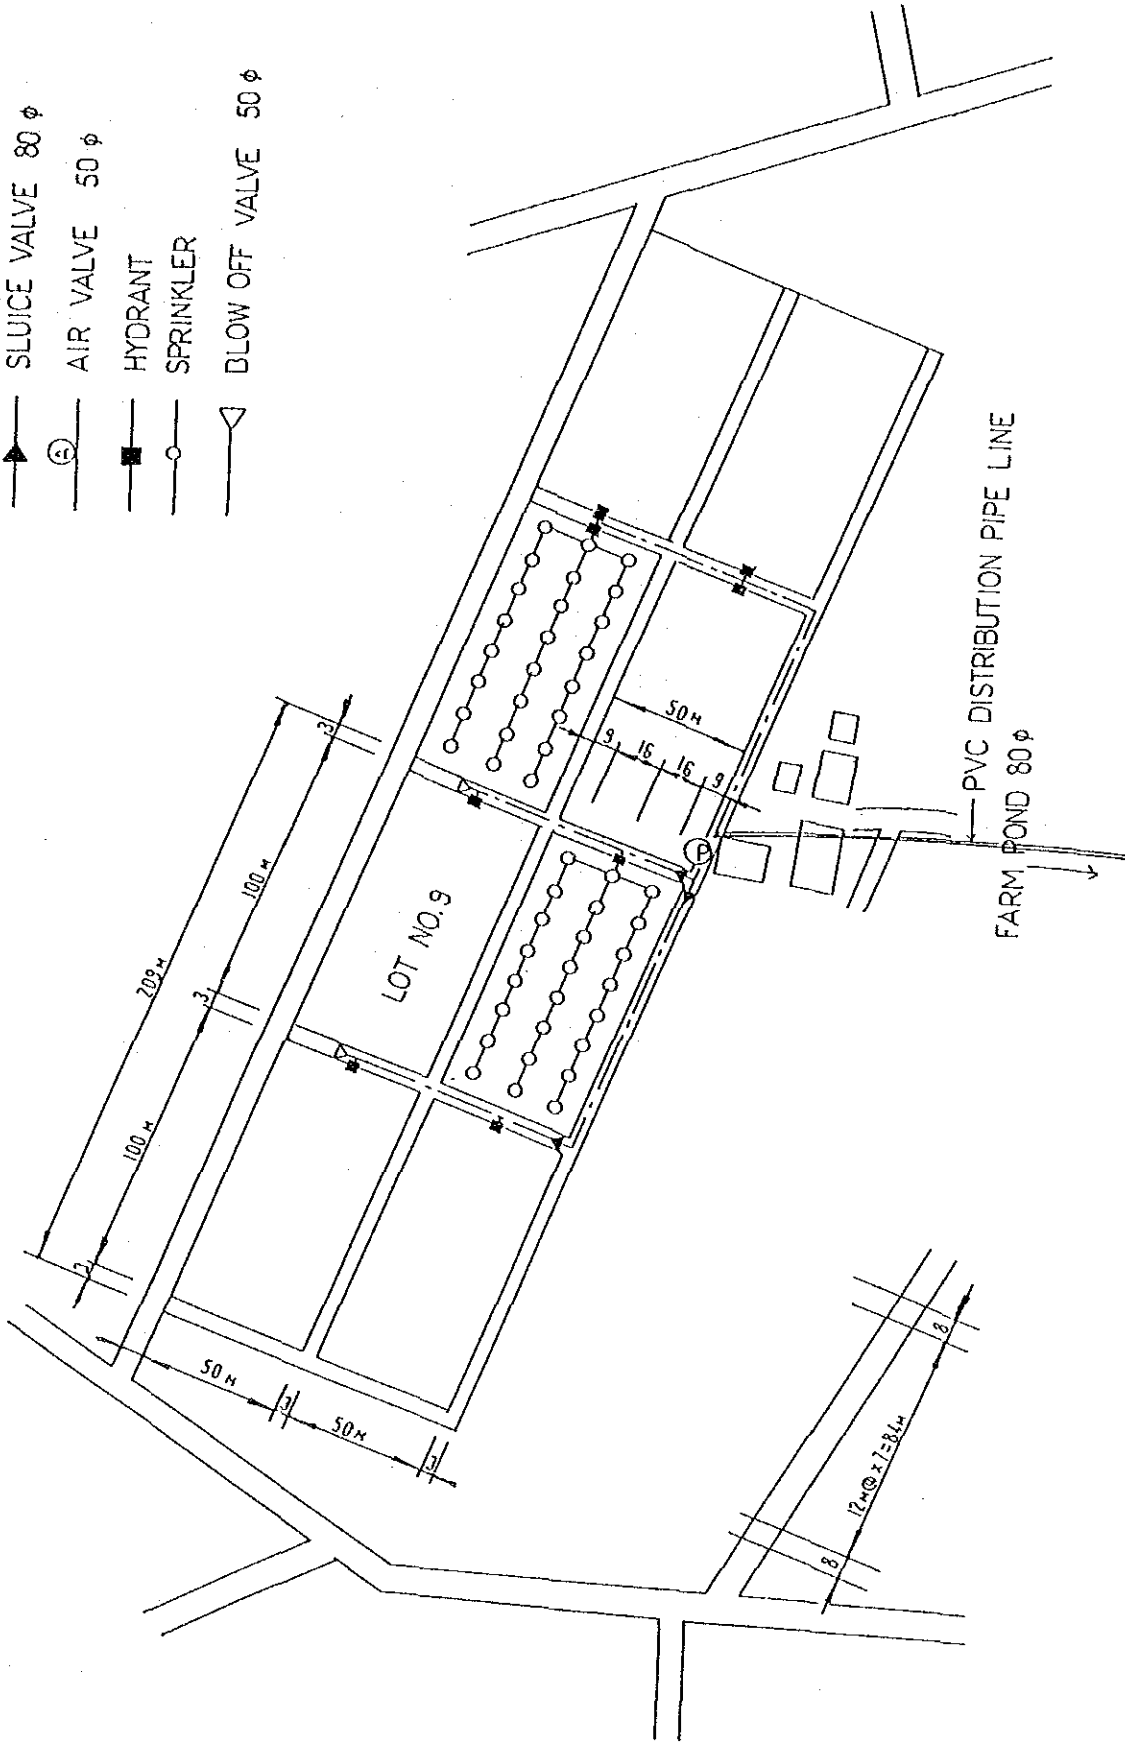 SLUICE VALVE 80 φ
AIR VALVE 50 φ
HYDRANT
SPRINKLER
BLOW OFF VALVE 50 φ
209 M
3
100 M
3
100 M
50 M
3
50 M
3
LOT NO. 9
9
16
16
9
50 M
P
PVC DISTRIBUTION PIPE LINE
FARM POND 80 φ
8
12 M@ x 7 = 84 M
8